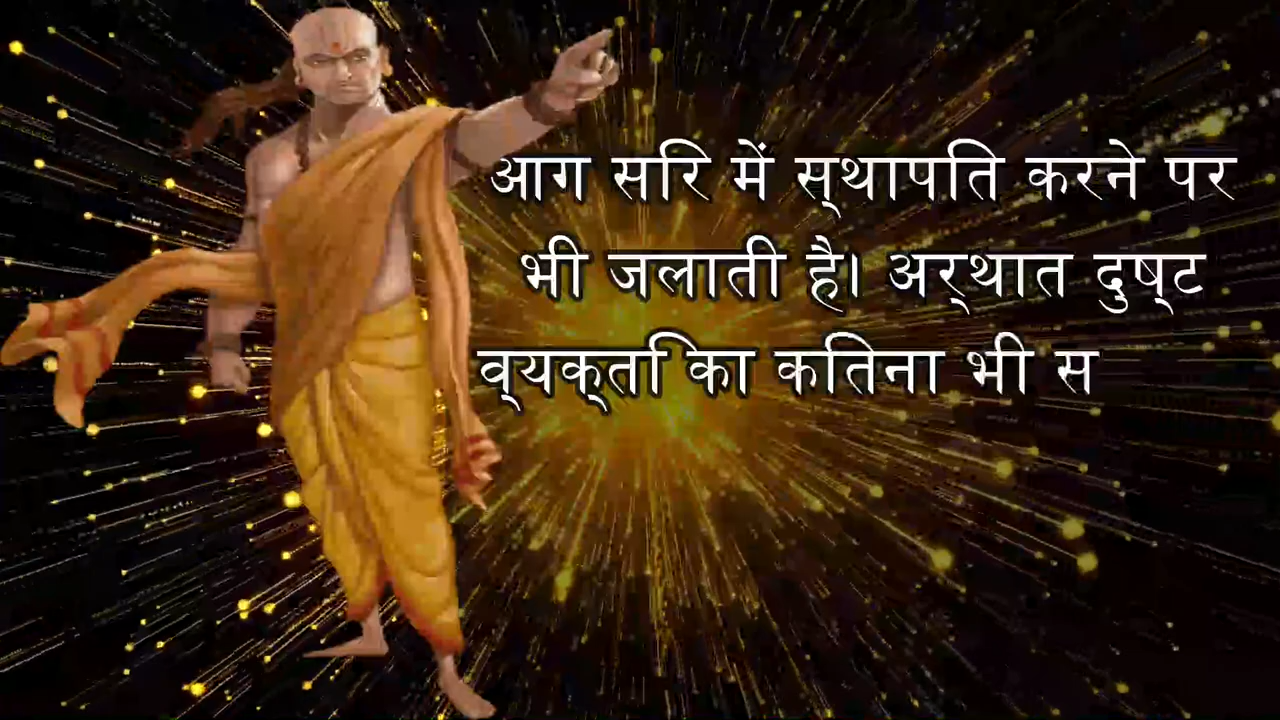 आग सरि में स्‌थापति करने पर
भी जलाती है। अर्‌थात दुष्‌ट
व्‌यक्‌ता िका कतिना भी स